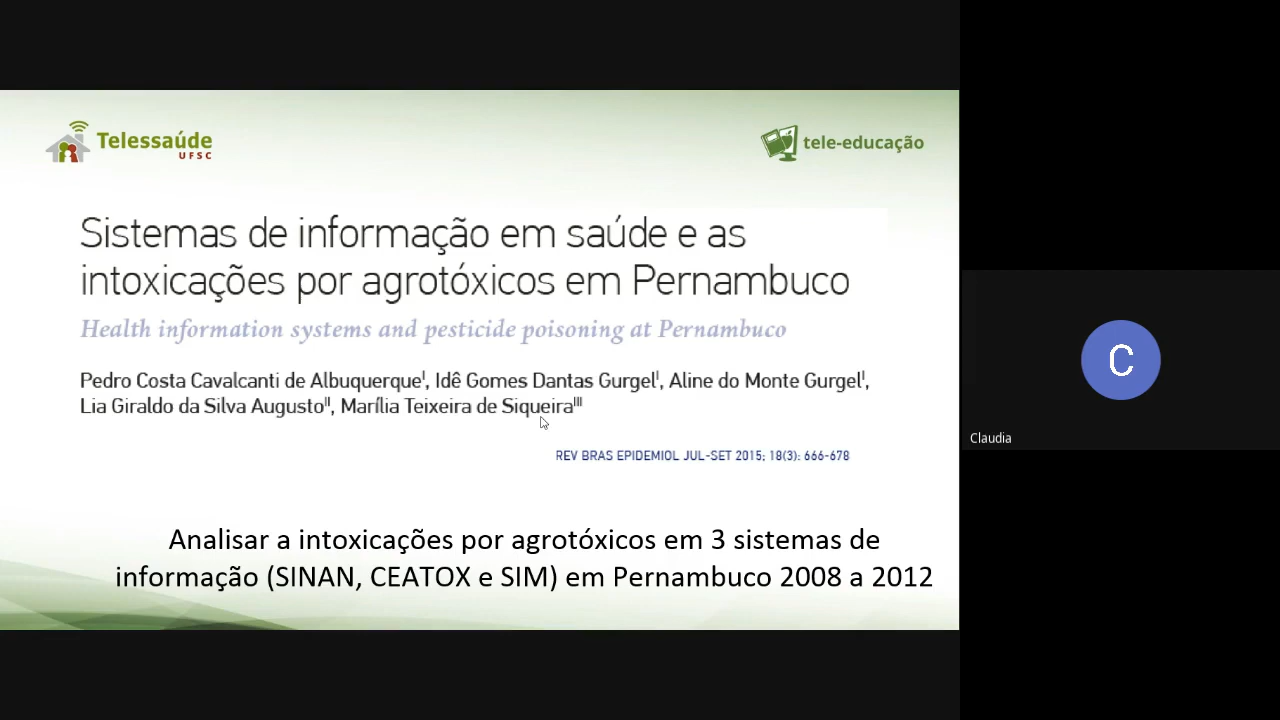 Telessaúde
UFSC
tele-educação
Sistemas de informação em saúde e as
intoxicações por agrotóxicos em Pernambuco
Health information systems and pesticide poisoning at Pernambuco
Pedro Costa Cavalcanti de Albuquerqueᴵ, Idê Gomes Dantas Gurgelᴵ, Aline do Monte Gurgelᴵ,
Lia Giraldo da Silva Augustoᴵᴵ, Marília Teixeira de Siqueiraᴵᴵᴵ
REV BRAS EPIDEMIOL JUL-SET 2015; 18(3): 666-678
Analisar a intoxicações por agrotóxicos em 3 sistemas de
informação (SINAN, CEATOX e SIM) em Pernambuco 2008 a 2012
C
Claudia